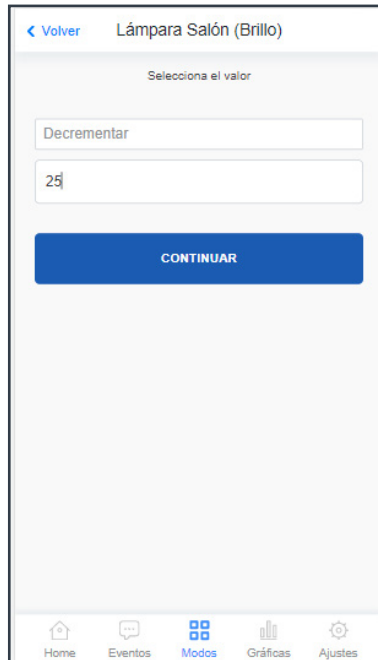 Volver Lámpara Salón (Brillo)
Selecciona el valor
Decrementar
25
CONTINUAR
Home Eventos Modos Gráficas Ajustes